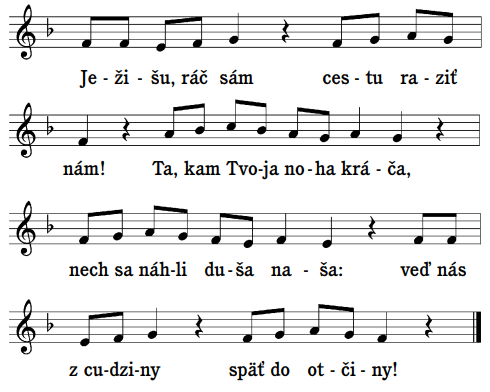 Je - ži - šu, ráč sám ces - tu ra - ziť
nám! Ta, kam Tvo-ja no-ha krá - ča,
nech sa náh-li du-ša na - ša: veď nás
z cu-dzi-ny späť do ot - či - ny!